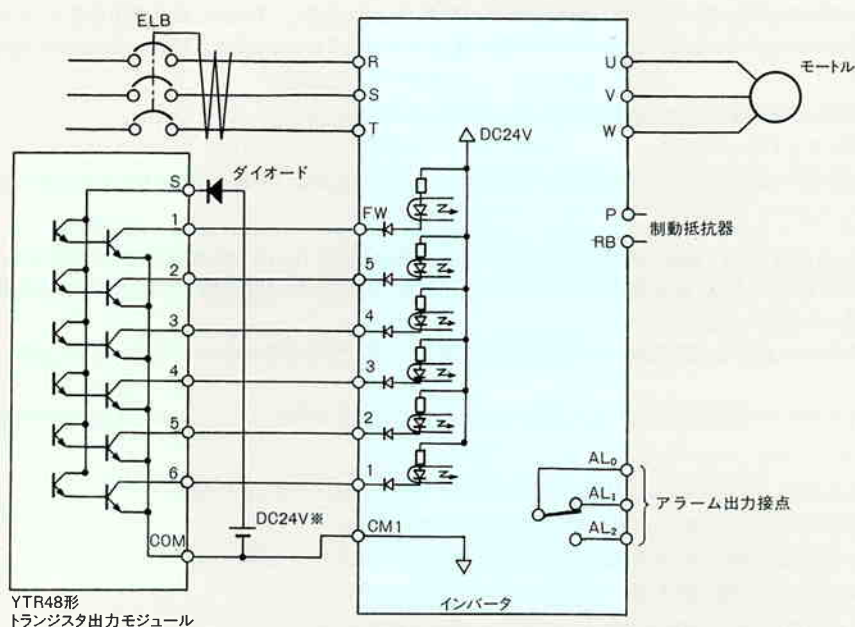 ELB
R
S
T
U
V
W
モートル
DC24V
S
ダイオード
P
制動抵抗器
RB
1
FW
2
5
3
4
4
3
5
2
6
1
AL₀
AL₁
アラーム出力接点
AL₂
DC24V※
COM
CM1
インバータ
YTR48形
トランジスタ出力モジュール